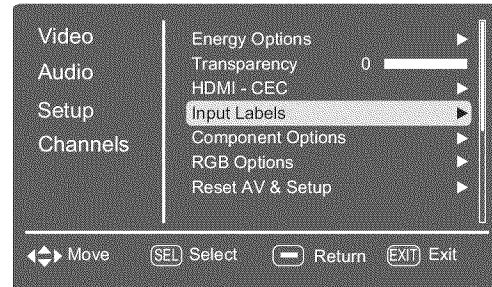 Video
Audio
Setup
Channels
Energy Options
Transparency 0
HDMI - CEC
Input Labels
Component Options
RGB Options
Reset AV & Setup
Move SEL Select Return EXIT Exit